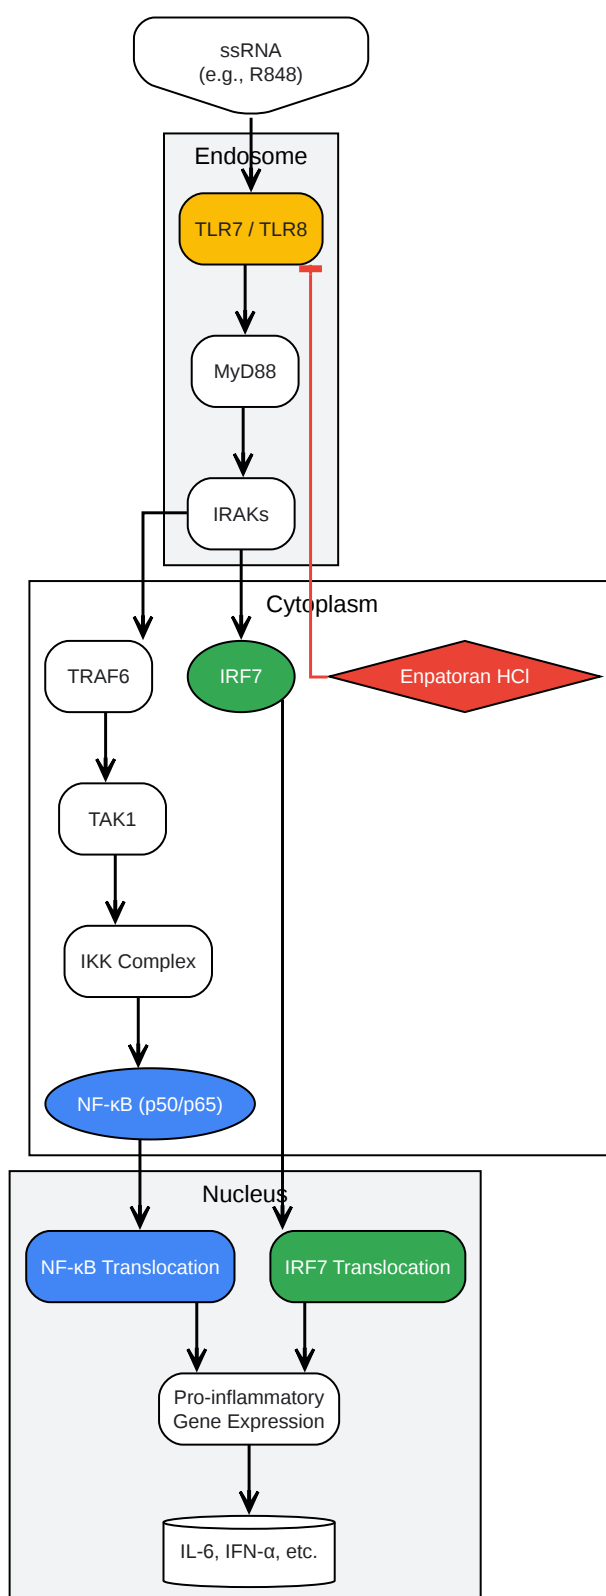 ssRNA
(e.g., R848)
Endosome
TLR7 / TLR8
MyD88
IRAKs
Cytoplasm
TRAF6
IRF7
Enpatoran HCl
TAK1
IKK Complex
NF-κB (p50/p65)
Nucleus
NF-κB Translocation
IRF7 Translocation
Pro-inflammatory
Gene Expression
IL-6, IFN-α, etc.